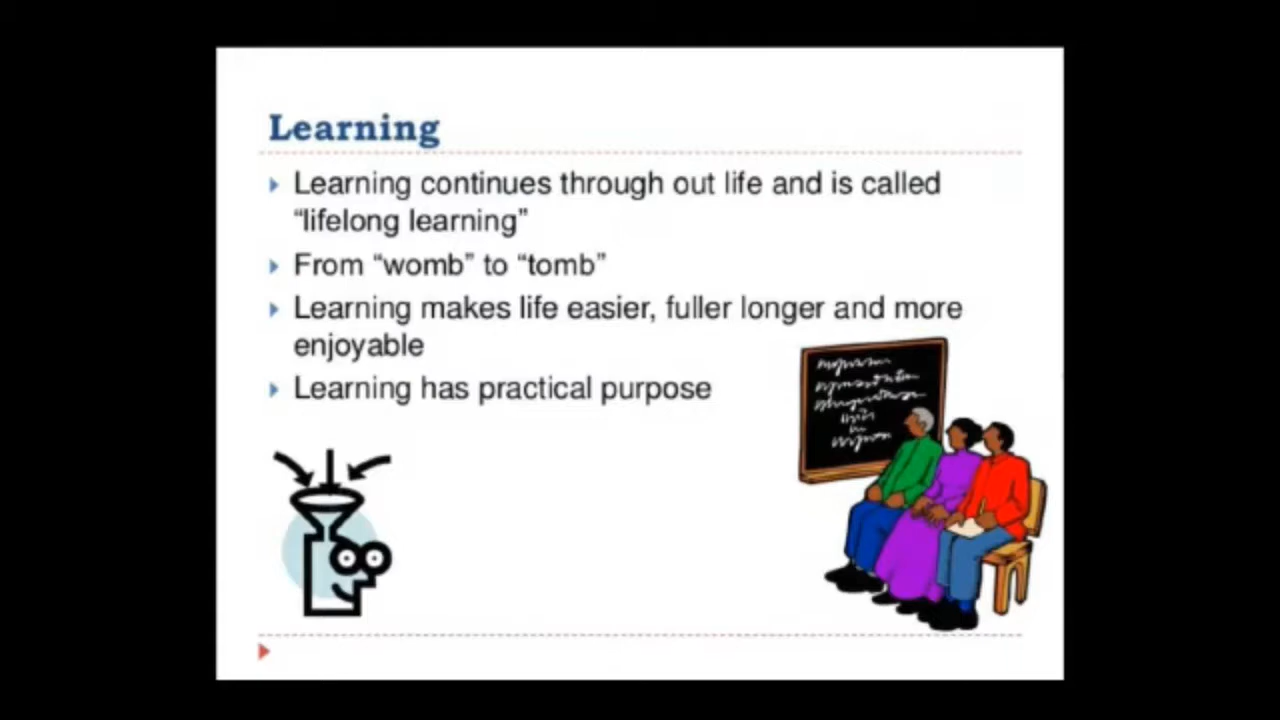 Learning
Learning continues through out life and is called
“lifelong learning”
From “womb” to “tomb”
Learning makes life easier, fuller longer and more
enjoyable
Learning has practical purpose